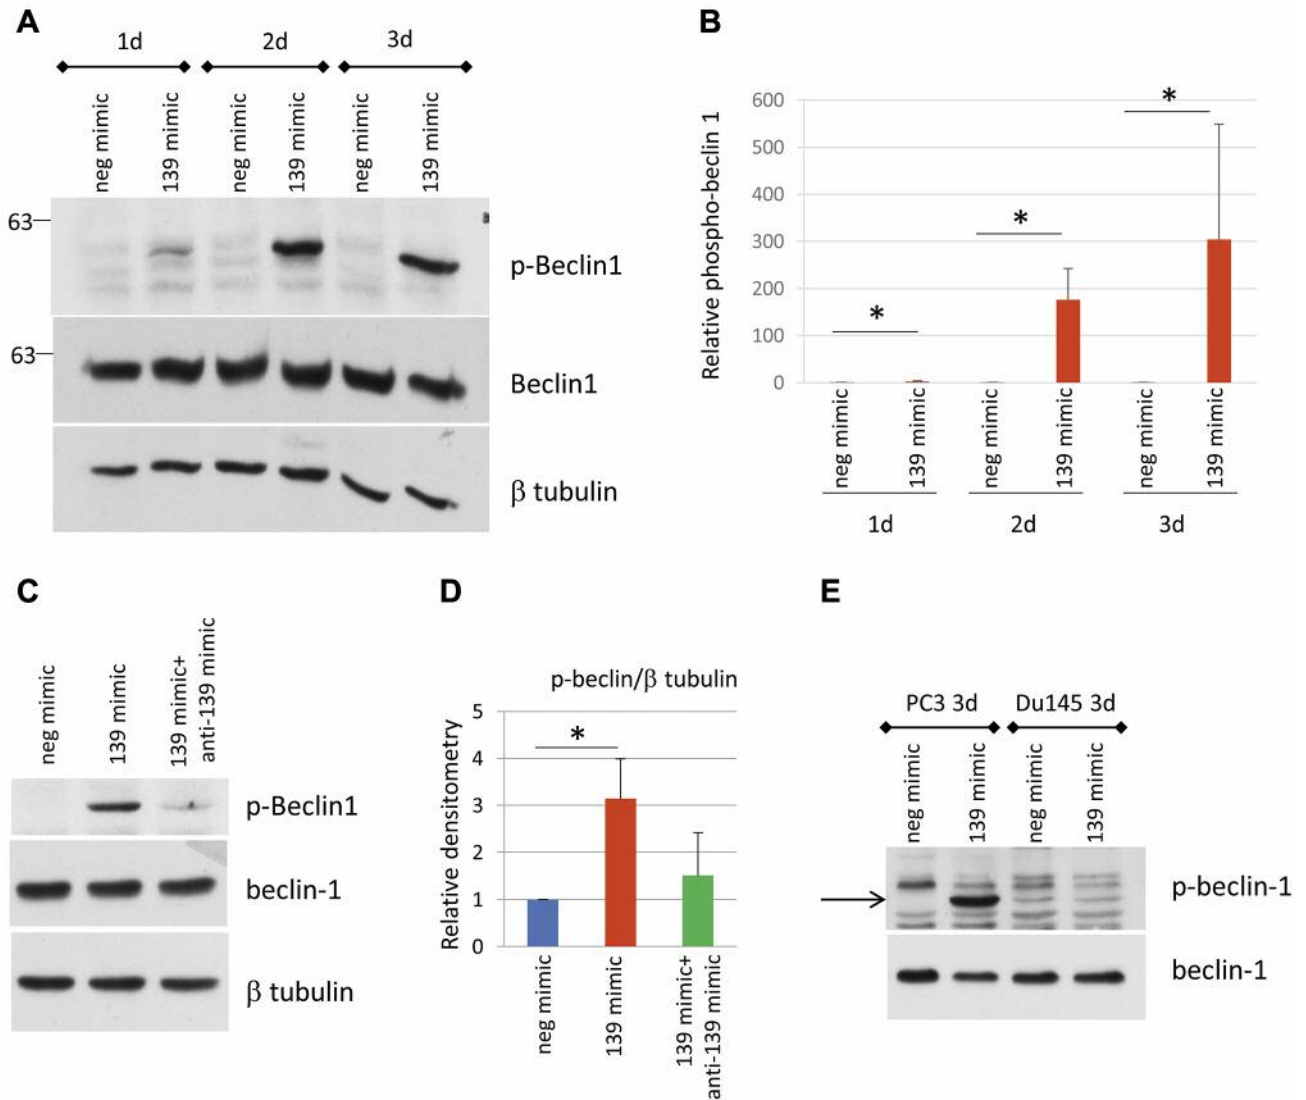 A
1d 2d 3d
neg mimic
139 mimic
neg mimic
139 mimic
neg mimic
139 mimic
63
p-Beclin1
63
Beclin1
β tubulin
B
Relative phospho-beclin 1
600
500
400
300
200
100
0
*
*
*
neg mimic
139 mimic
neg mimic
139 mimic
neg mimic
139 mimic
1d 2d 3d
C
neg mimic
139 mimic
139 mimic+
anti-139 mimic
p-Beclin1
beclin-1
β tubulin
D
p-beclin/β tubulin
Relative densitometry
5
4
3
2
1
0
*
neg mimic
139 mimic
139 mimic+
anti-139 mimic
E
PC3 3d Du145 3d
neg mimic
139 mimic
neg mimic
139 mimic
p-beclin-1
beclin-1